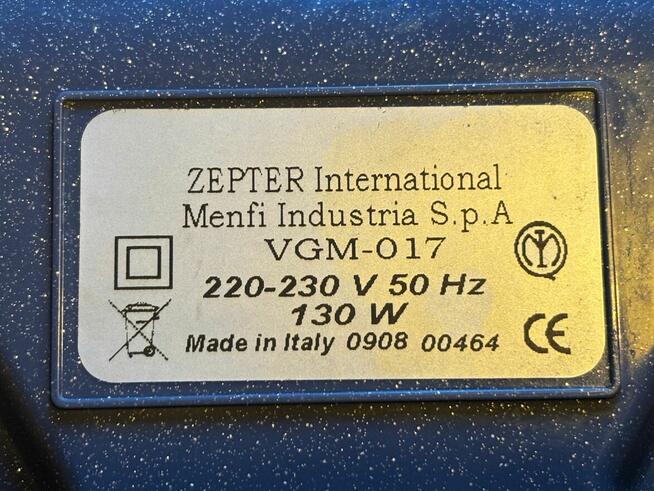 ZEPTER International
Menfi Industria S.p.A
VGM-017
220-230 V 50 Hz
130 W
Made in Italy 0908 00464
CE